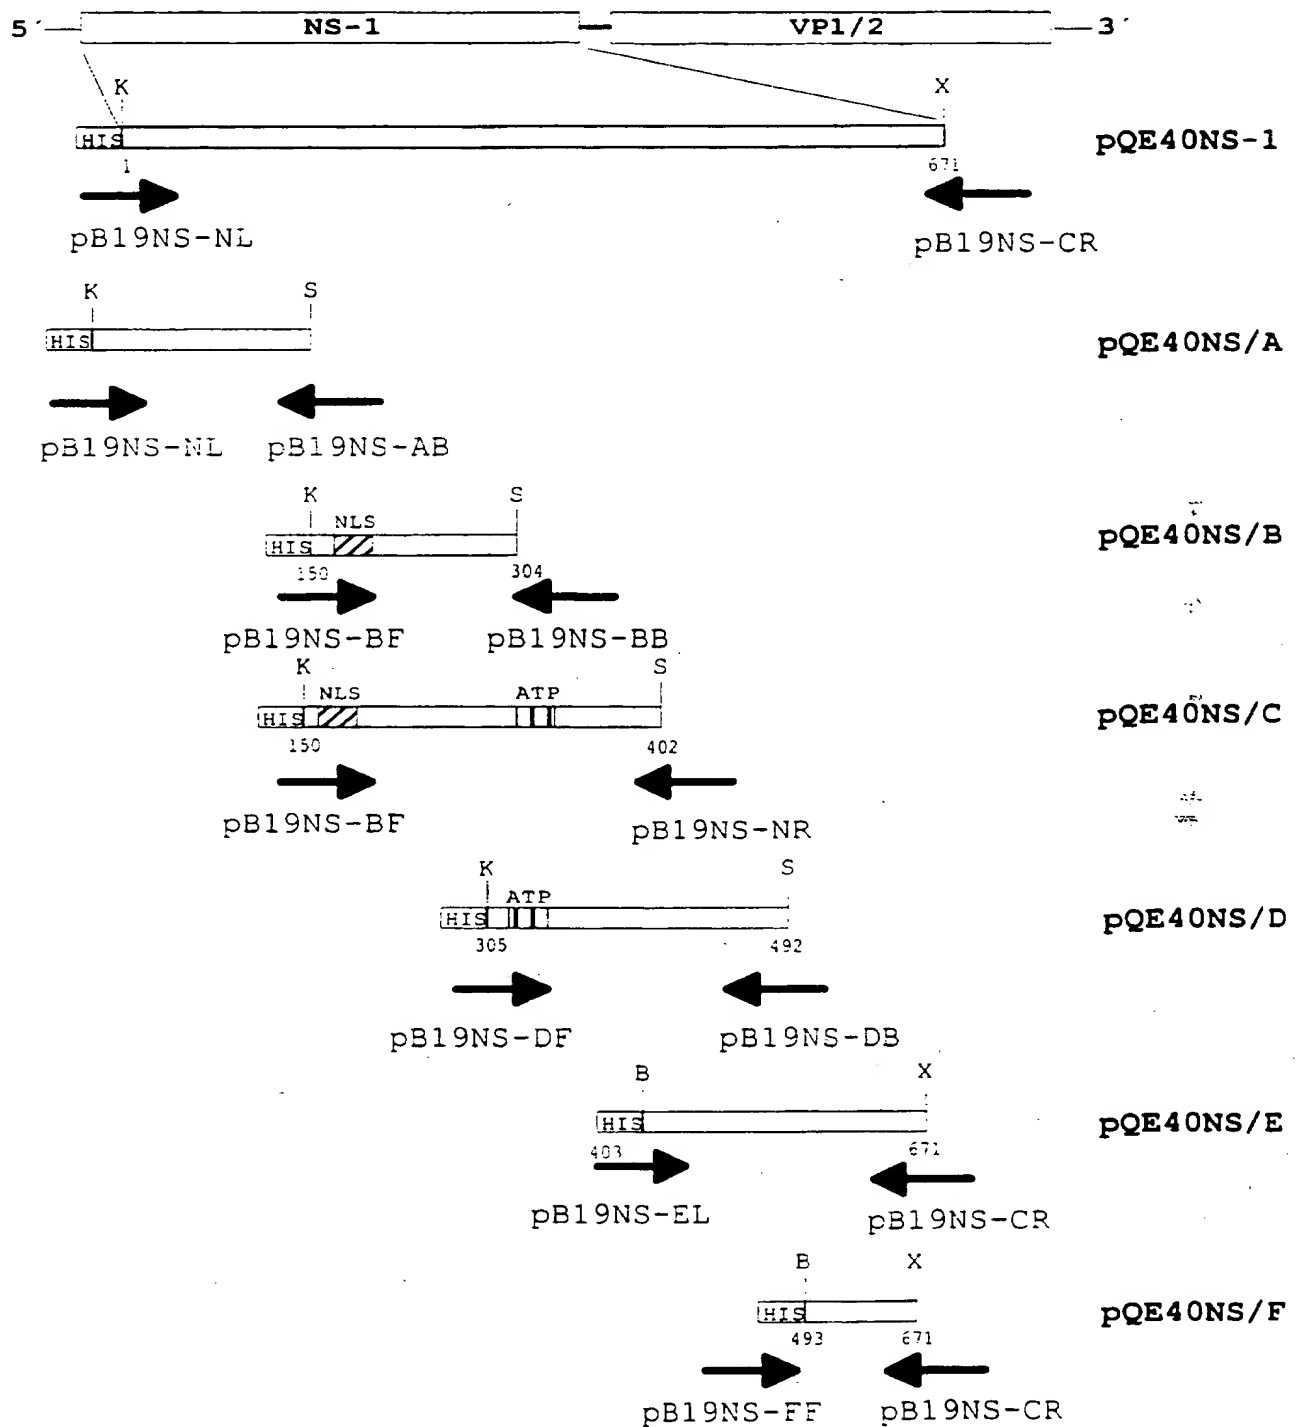 5´ NS-1 VP1/2 3´
K X
HIS pQE40NS-1
1 671
pB19NS-NL pB19NS-CR
K S
HIS pQE40NS/A
pB19NS-NL pB19NS-AB
K S
NLS
HIS pQE40NS/B
150 304
pB19NS-BF pB19NS-BB
K S
NLS ATP
HIS pQE40NS/C
150 402
pB19NS-BF pB19NS-NR
K S
ATP
HIS pQE40NS/D
305 492
pB19NS-DF pB19NS-DB
B X
HIS pQE40NS/E
403 671
pB19NS-EL pB19NS-CR
B X
HIS pQE40NS/F
493 671
pB19NS-FF pB19NS-CR